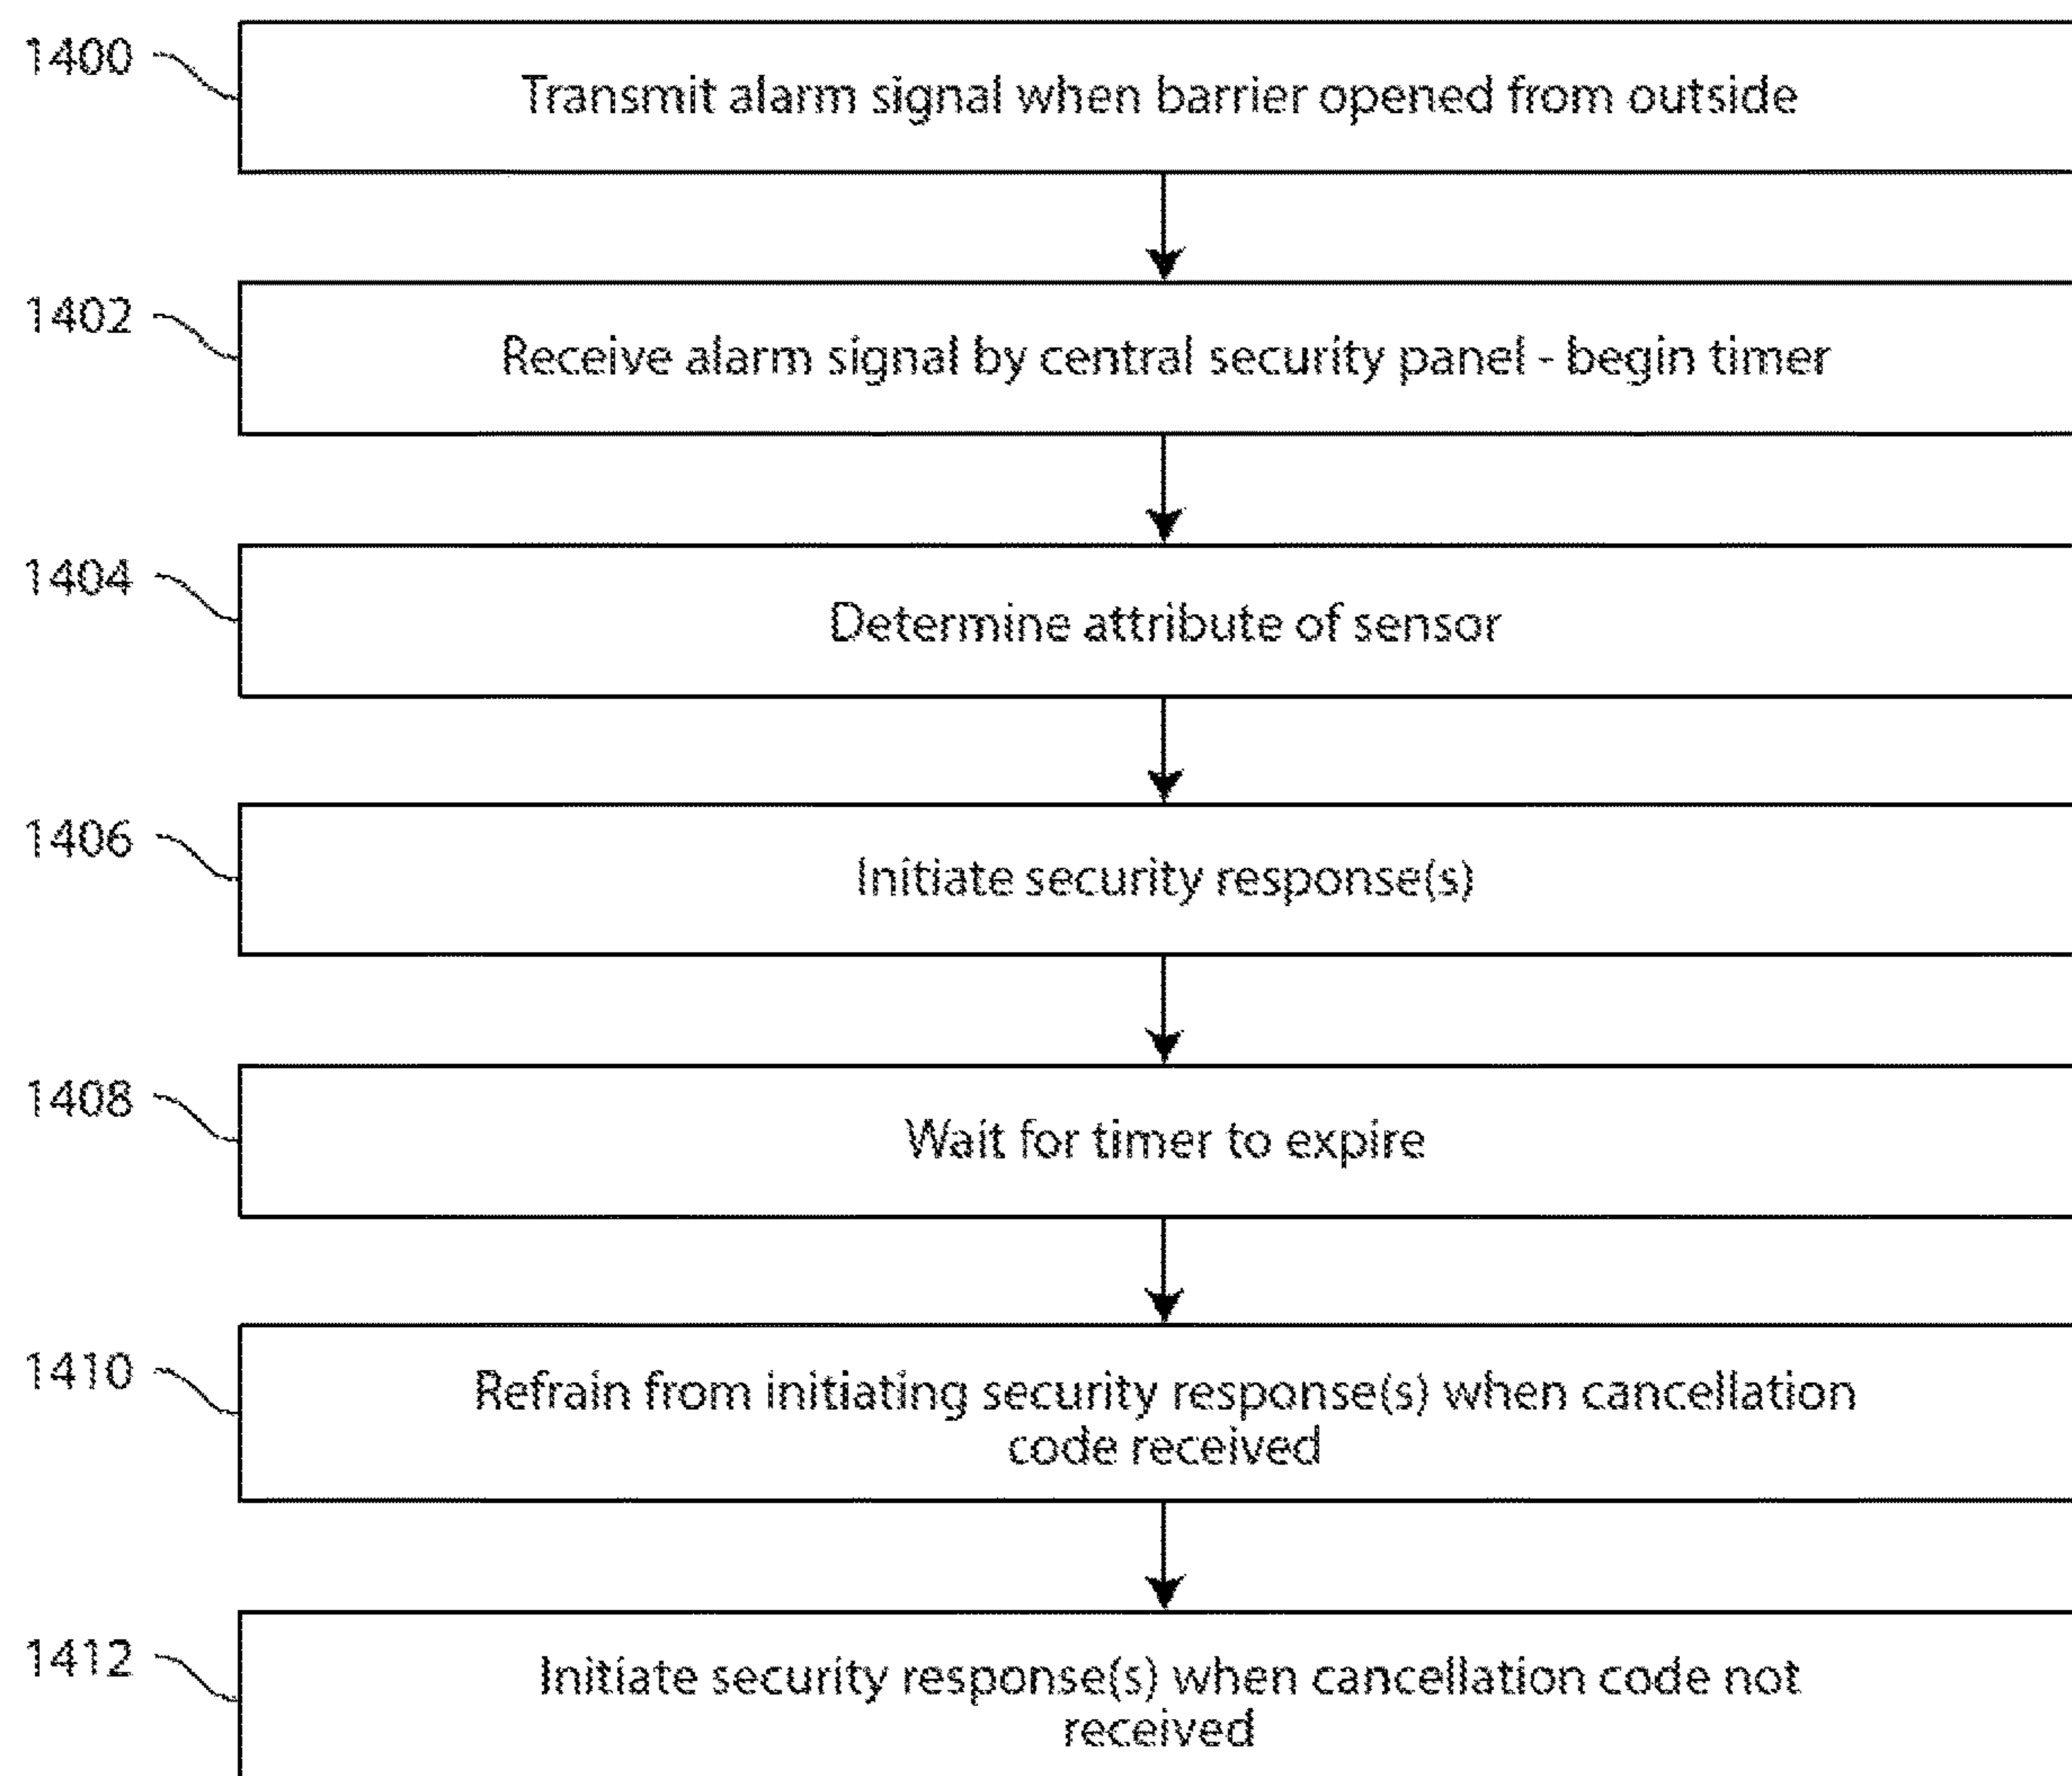 1400
Transmit alarm signal when barrier opened from outside
1402
Receive alarm signal by central security panel - begin timer
1404
Determine attribute of sensor
1406
Initiate security response(s)
1408
Wait for timer to expire
1410
Refrain from initiating security response(s) when cancellation
code received
1412
Initiate security response(s) when cancellation code not
received